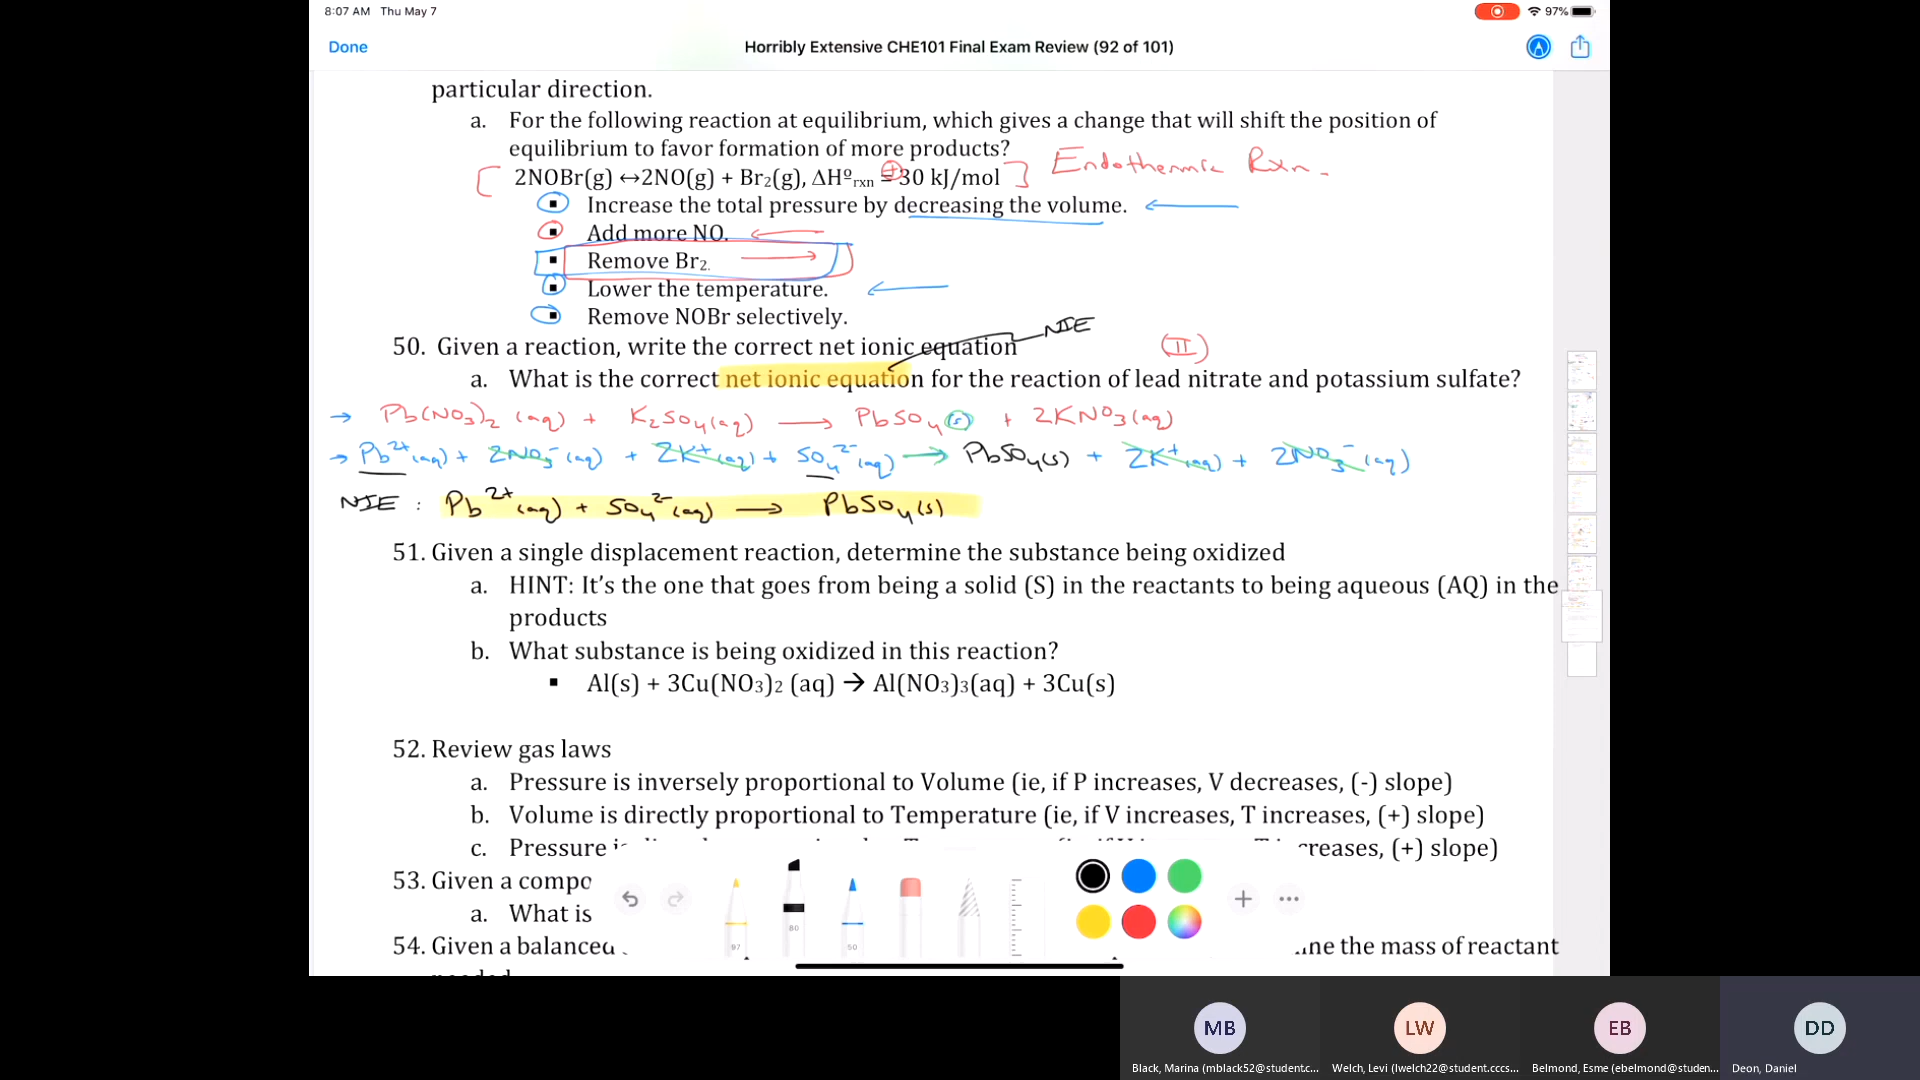 8:07 AM Thu May 7
97%
Done
Horribly Extensive CHE101 Final Exam Review (92 of 101)
particular direction.
a. For the following reaction at equilibrium, which gives a change that will shift the position of
equilibrium to favor formation of more products?
[ 2NOBr(g) ↔2NO(g) + Br₂(g), ΔHº rxn = + 30 kJ/mol ] Endothermic Rxn.
▪ Increase the total pressure by decreasing the volume. ←
▪ Add more NO. ←
▪ Remove Br₂. →
▪ Lower the temperature. ←
▪ Remove NOBr selectively.
NIE
50. Given a reaction, write the correct net ionic equation
(II)
a. What is the correct net ionic equation for the reaction of lead nitrate and potassium sulfate?
→ Pb(NO₃)₂ (aq) + K₂SO₄(aq) → PbSO₄(s) + 2KNO₃(aq)
→ Pb²⁺(aq) + 2NO₃⁻(aq) + 2K⁺(aq) + SO₄²⁻(aq) → PbSO₄(s) + 2K⁺(aq) + 2NO₃⁻(aq)
NIE : Pb²⁺(aq) + SO₄²⁻(aq) → PbSO₄(s)
51. Given a single displacement reaction, determine the substance being oxidized
a. HINT: It’s the one that goes from being a solid (S) in the reactants to being aqueous (AQ) in the
products
b. What substance is being oxidized in this reaction?
▪ Al(s) + 3Cu(NO₃)₂ (aq) → Al(NO₃)₃(aq) + 3Cu(s)
52. Review gas laws
a. Pressure is inversely proportional to Volume (ie, if P increases, V decreases, (-) slope)
b. Volume is directly proportional to Temperature (ie, if V increases, T increases, (+) slope)
c. Pressure creases, (+) slope)
53. Given a compo
a. What is
54. Given a balanced ine the mass of reactant
97 80 50
MB LW EB DD
Black, Marina (mblack52@student.c... Welch, Levi (lwelch22@student.cccs... Belmond, Esme (ebelmond@studen... Deon, Daniel